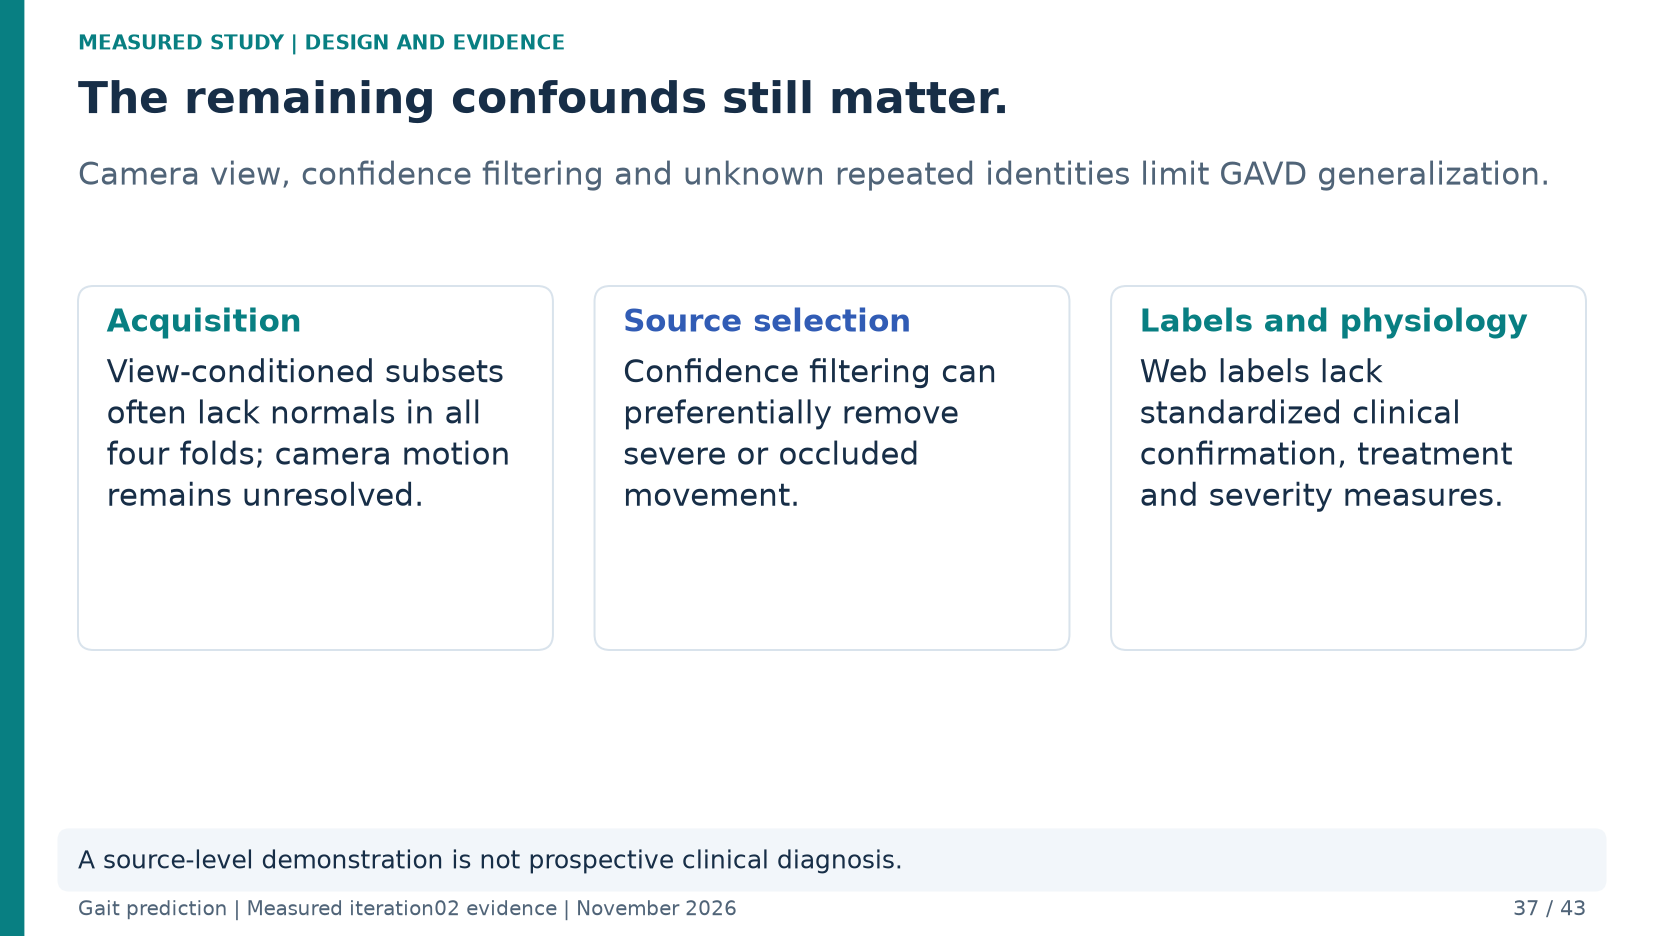 MEASURED STUDY | DESIGN AND EVIDENCE
The remaining confounds still matter.
Camera view, confidence filtering and unknown repeated identities limit GAVD generalization.
Acquisition
View-conditioned subsets
often lack normals in all
four folds; camera motion
remains unresolved.
Source selection
Confidence filtering can
preferentially remove
severe or occluded
movement.
Labels and physiology
Web labels lack
standardized clinical
confirmation, treatment
and severity measures.
A source-level demonstration is not prospective clinical diagnosis.
Gait prediction | Measured iteration02 evidence | November 2026
37 / 43